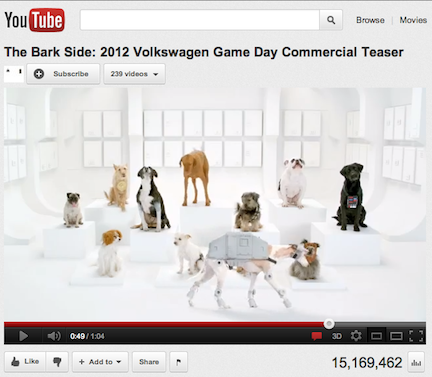 YouTube
Browse | Movies
The Bark Side: 2012 Volkswagen Game Day Commercial Teaser
Subscribe 239 videos
0:49 / 1:04 3D
Like + Add to Share 15,169,462